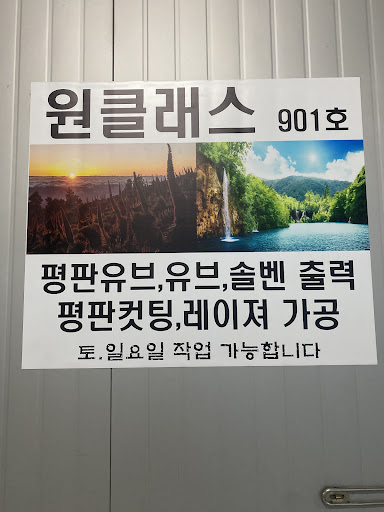 원클래스 901호
평판유브,유브,솔벤 출력
평판컷팅,레이져 가공
토.일요일 작업 가능합니다